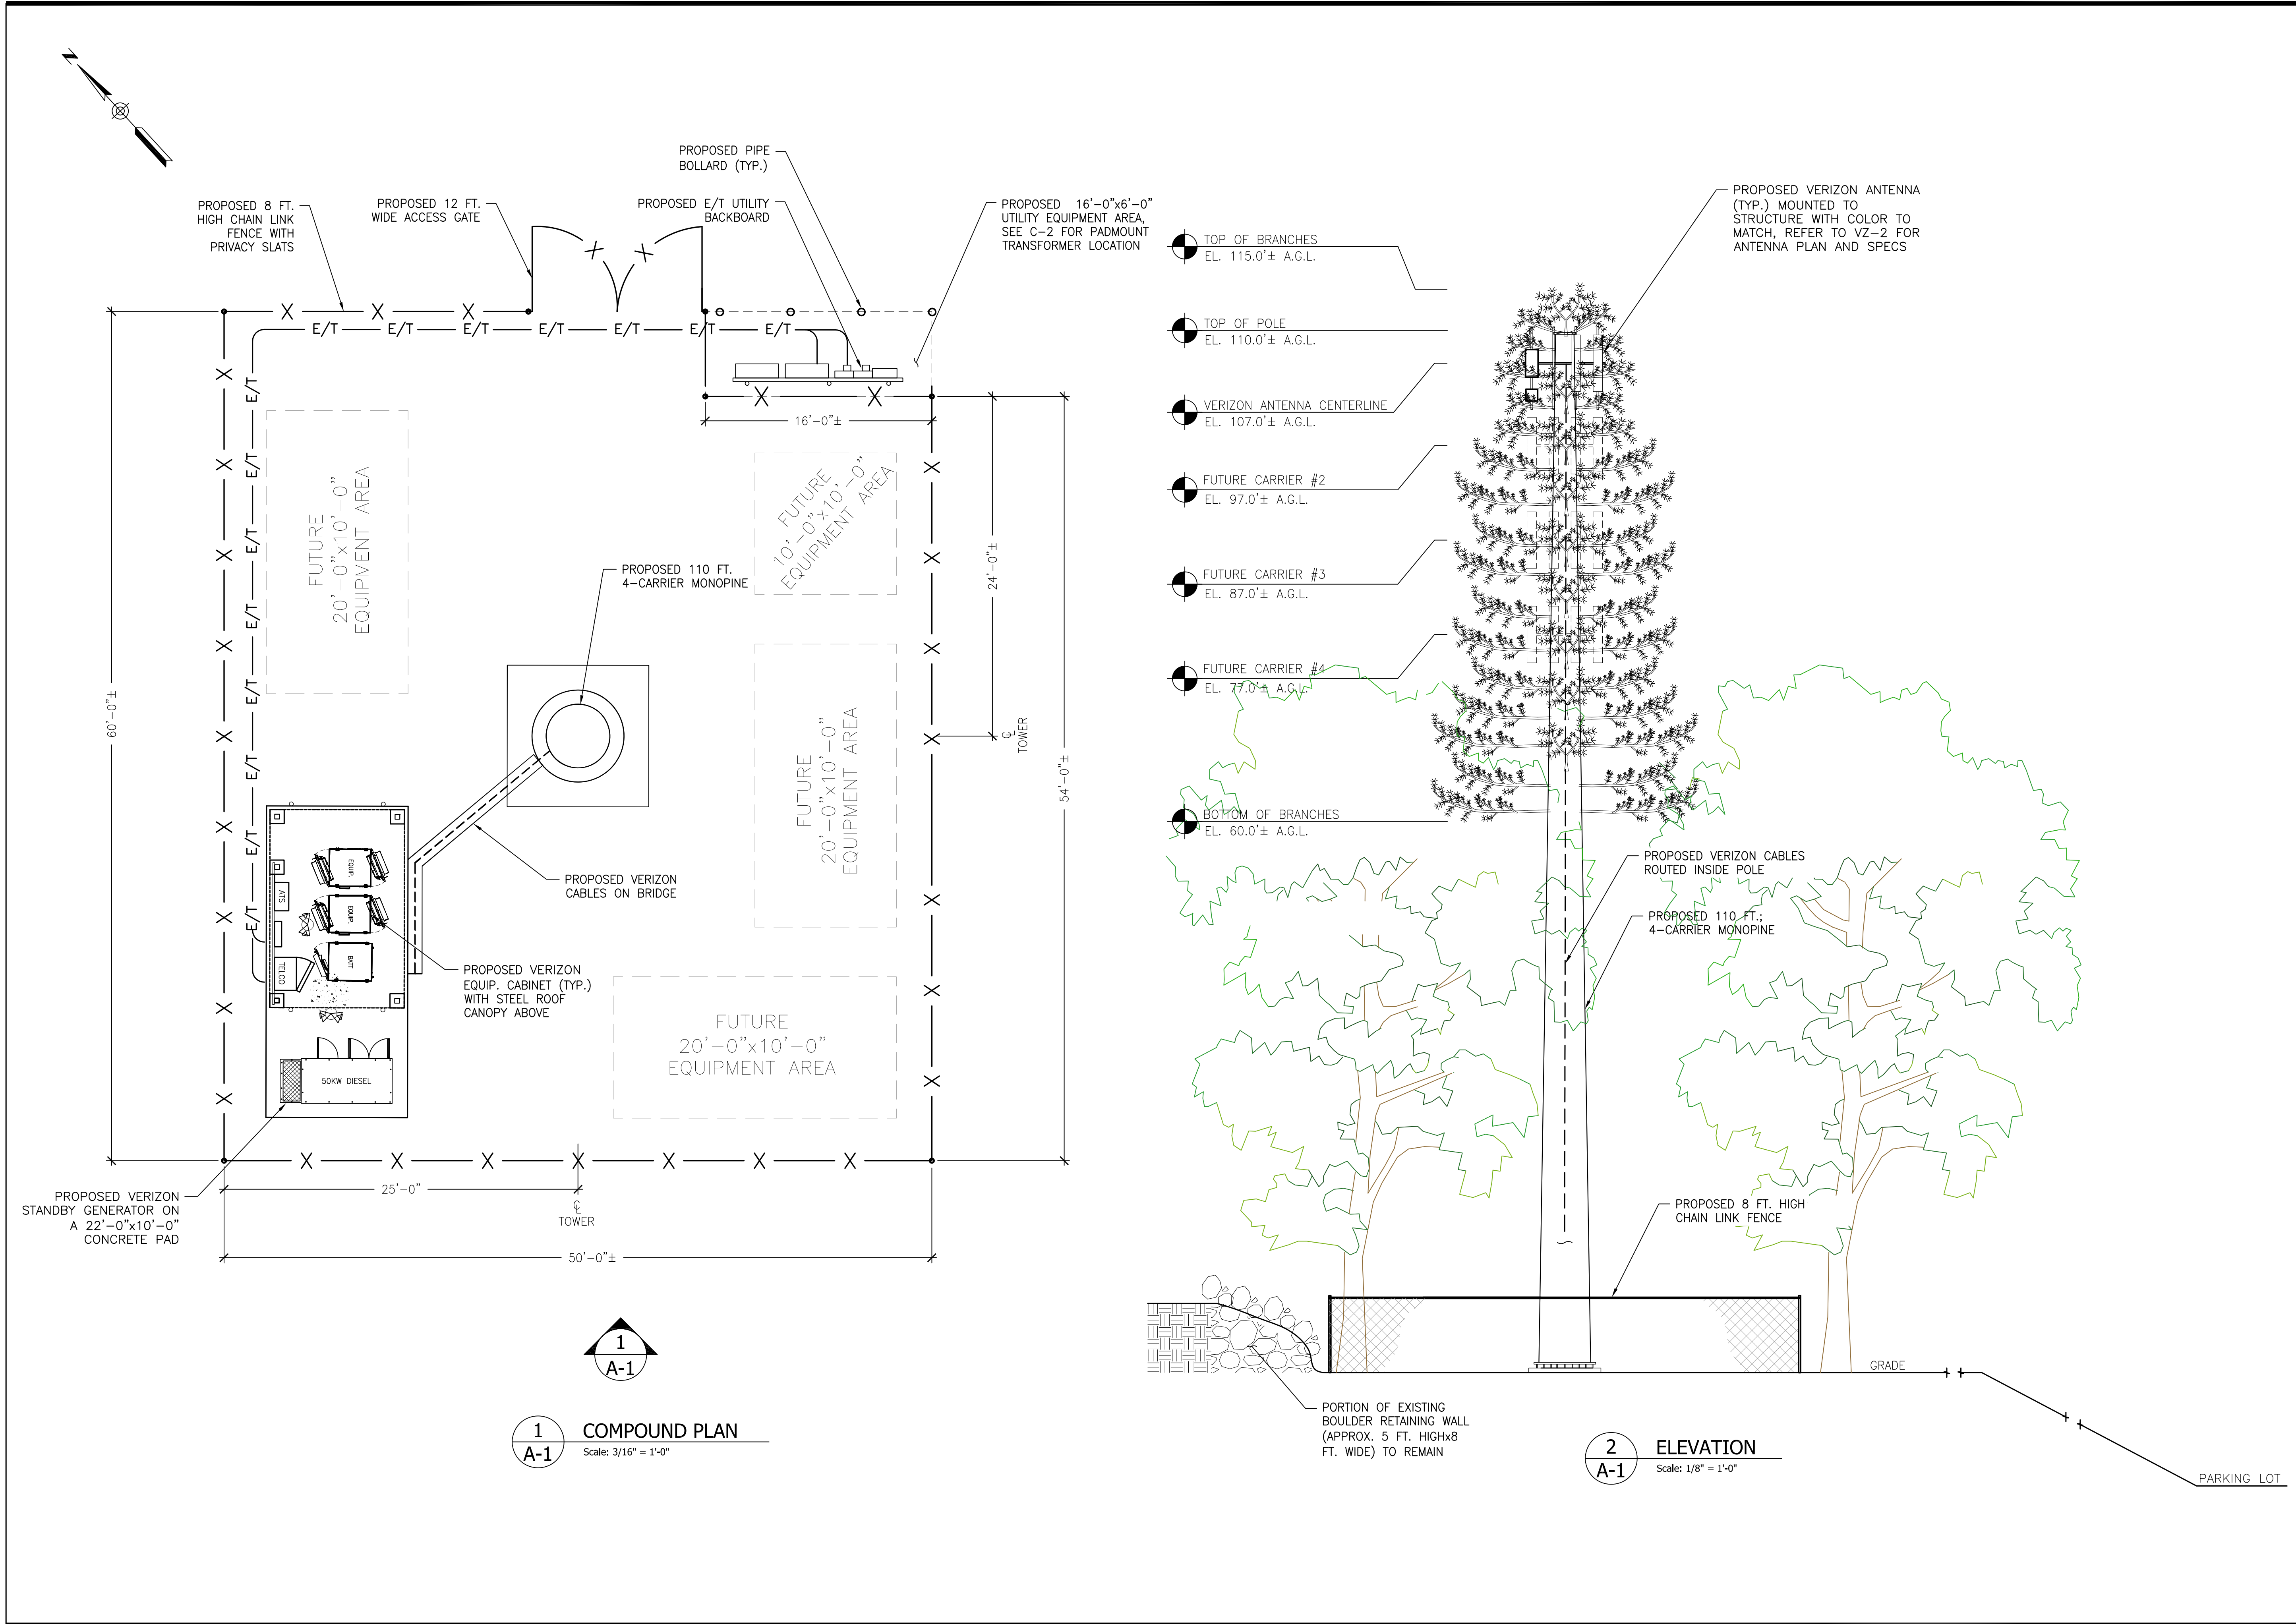 N
PROPOSED PIPE
BOLLARD (TYP.)
PROPOSED 8 FT.
HIGH CHAIN LINK
FENCE WITH
PRIVACY SLATS
PROPOSED 12 FT.
WIDE ACCESS GATE
PROPOSED E/T UTILITY
BACKBOARD
PROPOSED 16'-0"x6'-0"
UTILITY EQUIPMENT AREA,
SEE C-2 FOR PADMOUNT
TRANSFORMER LOCATION
X X X X X
E/T E/T E/T E/T E/T E/T E/T
X X X X X X X X X
E/T E/T E/T E/T E/T E/T E/T
X X
16'-0"±
X X X X X X X X
24'-0"±
℄
TOWER
54'-0"±
60'-0"±
FUTURE
20'-0"x10'-0"
EQUIPMENT AREA
FUTURE
10'-0"x10'-0"
EQUIPMENT AREA
PROPOSED 110 FT.
4-CARRIER MONOPINE
FUTURE
20'-0"x10'-0"
EQUIPMENT AREA
PROPOSED VERIZON
CABLES ON BRIDGE
EQUIP.
ATS
EQUIP.
BATT
TELCO
PROPOSED VERIZON
EQUIP. CABINET (TYP.)
WITH STEEL ROOF
CANOPY ABOVE
FUTURE
20'-0"x10'-0"
EQUIPMENT AREA
50KW DIESEL
X X X X X X X
PROPOSED VERIZON
STANDBY GENERATOR ON
A 22'-0"x10'-0"
CONCRETE PAD
25'-0"
℄
TOWER
50'-0"±
1
A-1
1
A-1
COMPOUND PLAN
Scale: 3/16" = 1'-0"
PROPOSED VERIZON ANTENNA
(TYP.) MOUNTED TO
STRUCTURE WITH COLOR TO
MATCH, REFER TO VZ-2 FOR
ANTENNA PLAN AND SPECS
TOP OF BRANCHES
EL. 115.0'± A.G.L.
TOP OF POLE
EL. 110.0'± A.G.L.
VERIZON ANTENNA CENTERLINE
EL. 107.0'± A.G.L.
FUTURE CARRIER #2
EL. 97.0'± A.G.L.
FUTURE CARRIER #3
EL. 87.0'± A.G.L.
FUTURE CARRIER #4
EL. 77.0'± A.G.L.
BOTTOM OF BRANCHES
EL. 60.0'± A.G.L.
PROPOSED VERIZON CABLES
ROUTED INSIDE POLE
PROPOSED 110 FT.;
4-CARRIER MONOPINE
PROPOSED 8 FT. HIGH
CHAIN LINK FENCE
GRADE
PORTION OF EXISTING
BOULDER RETAINING WALL
(APPROX. 5 FT. HIGHx8
FT. WIDE) TO REMAIN
2
A-1
ELEVATION
Scale: 1/8" = 1'-0"
PARKING LOT